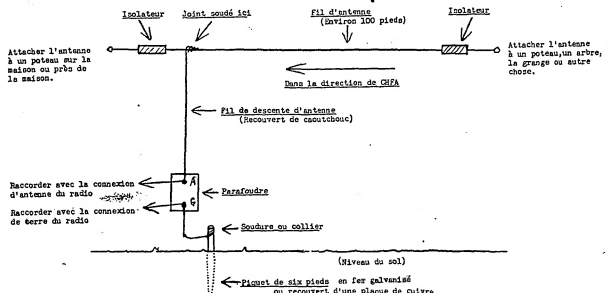 Isolateur
Joint soudé ici
Fil d'antenne
(Environ 100 pieds)
Isolateur
Attacher l'antenne
à un poteau sur la
maison ou près de
la maison.
Attacher l'antenne
à un poteau,un arbre,
la grange ou autre
chose.
Dans la direction de CHFA
Fil de descente d'antenne
(Recouvert de caoutchouc)
Raccorder avec la connexion
d'antenne du radio
A
Parafoudre
Raccorder avec la connexion
de terre du radio
G
Soudure ou collier
(Niveau du sol)
Piquet de six pieds en fer galvanisé
ou recouvert d'une plaque de cuivre